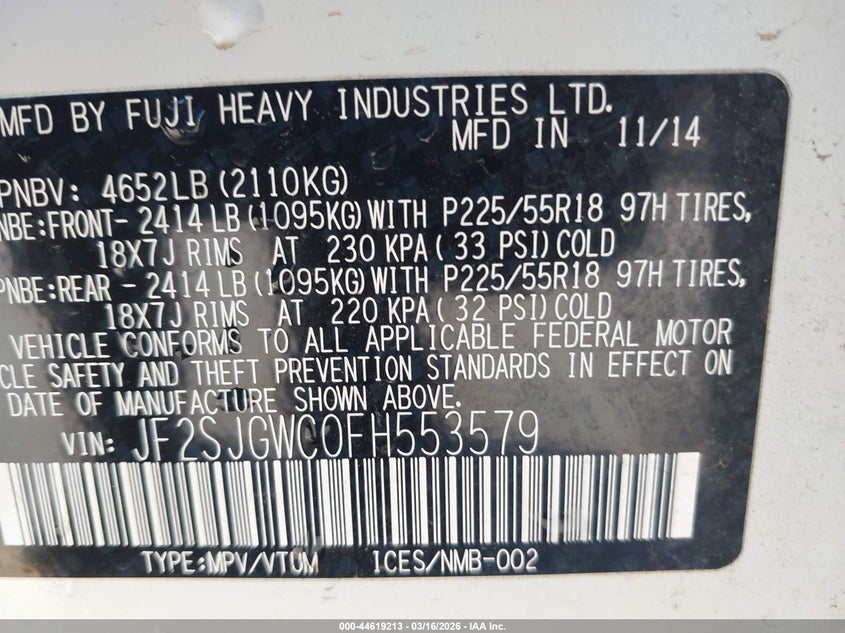 MFD BY FUJI HEAVY INDUSTRIES LTD.
MFD IN 11/14
PNBV: 4652LB (2110KG)
NBE:FRONT- 2414 LB (1095KG) WITH P225/55R18 97H TIRES,
18X7J RIMS AT 230 KPA ( 33 PSI) COLD
PNBE:REAR - 2414 LB (1095KG) WITH P225/55R18 97H TIRES,
18X7J RIMS AT 220 KPA ( 32 PSI) COLD
VEHICLE CONFORMS TO ALL APPLICABLE FEDERAL MOTOR
CLE SAFETY AND THEFT PREVENTION STANDARDS IN EFFECT ON
DATE OF MANUFACTURE SHOWN ABOVE.
VIN: JF2SJGWC0FH553579
TYPE:MPV/VTUM ICES/NMB-002
000-44619213 - 03/16/2026 - IAA Inc.